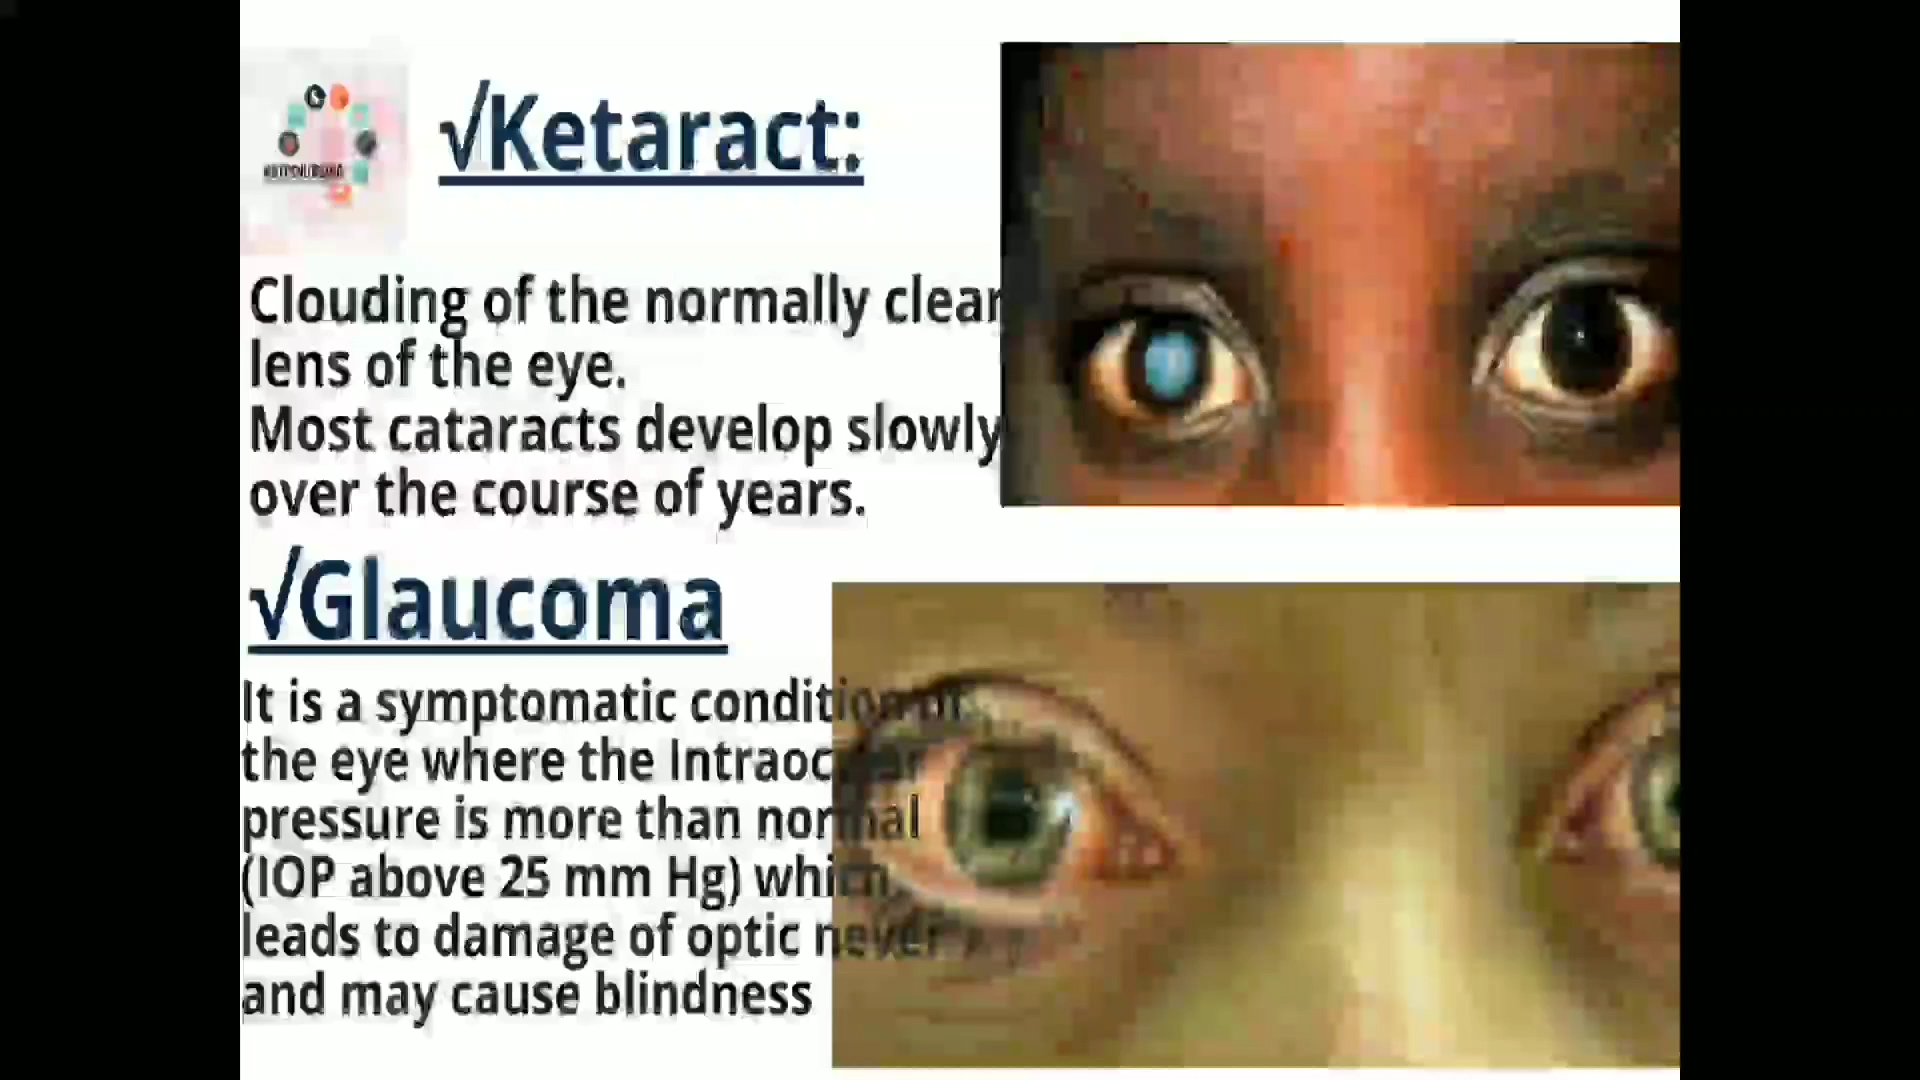 √Ketaract:
Clouding of the normally clear
lens of the eye.
Most cataracts develop slowly
over the course of years.
√Glaucoma
It is a symptomatic condition of
the eye where the Intraocular
pressure is more than normal
(IOP above 25 mm Hg) which
leads to damage of optic never
and may cause blindness